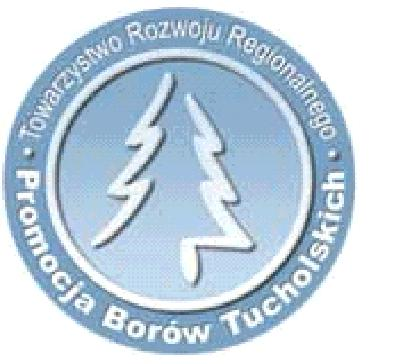 • Towarzystwo Rozwoju Regionalnego •
Promocja Borów Tucholskich